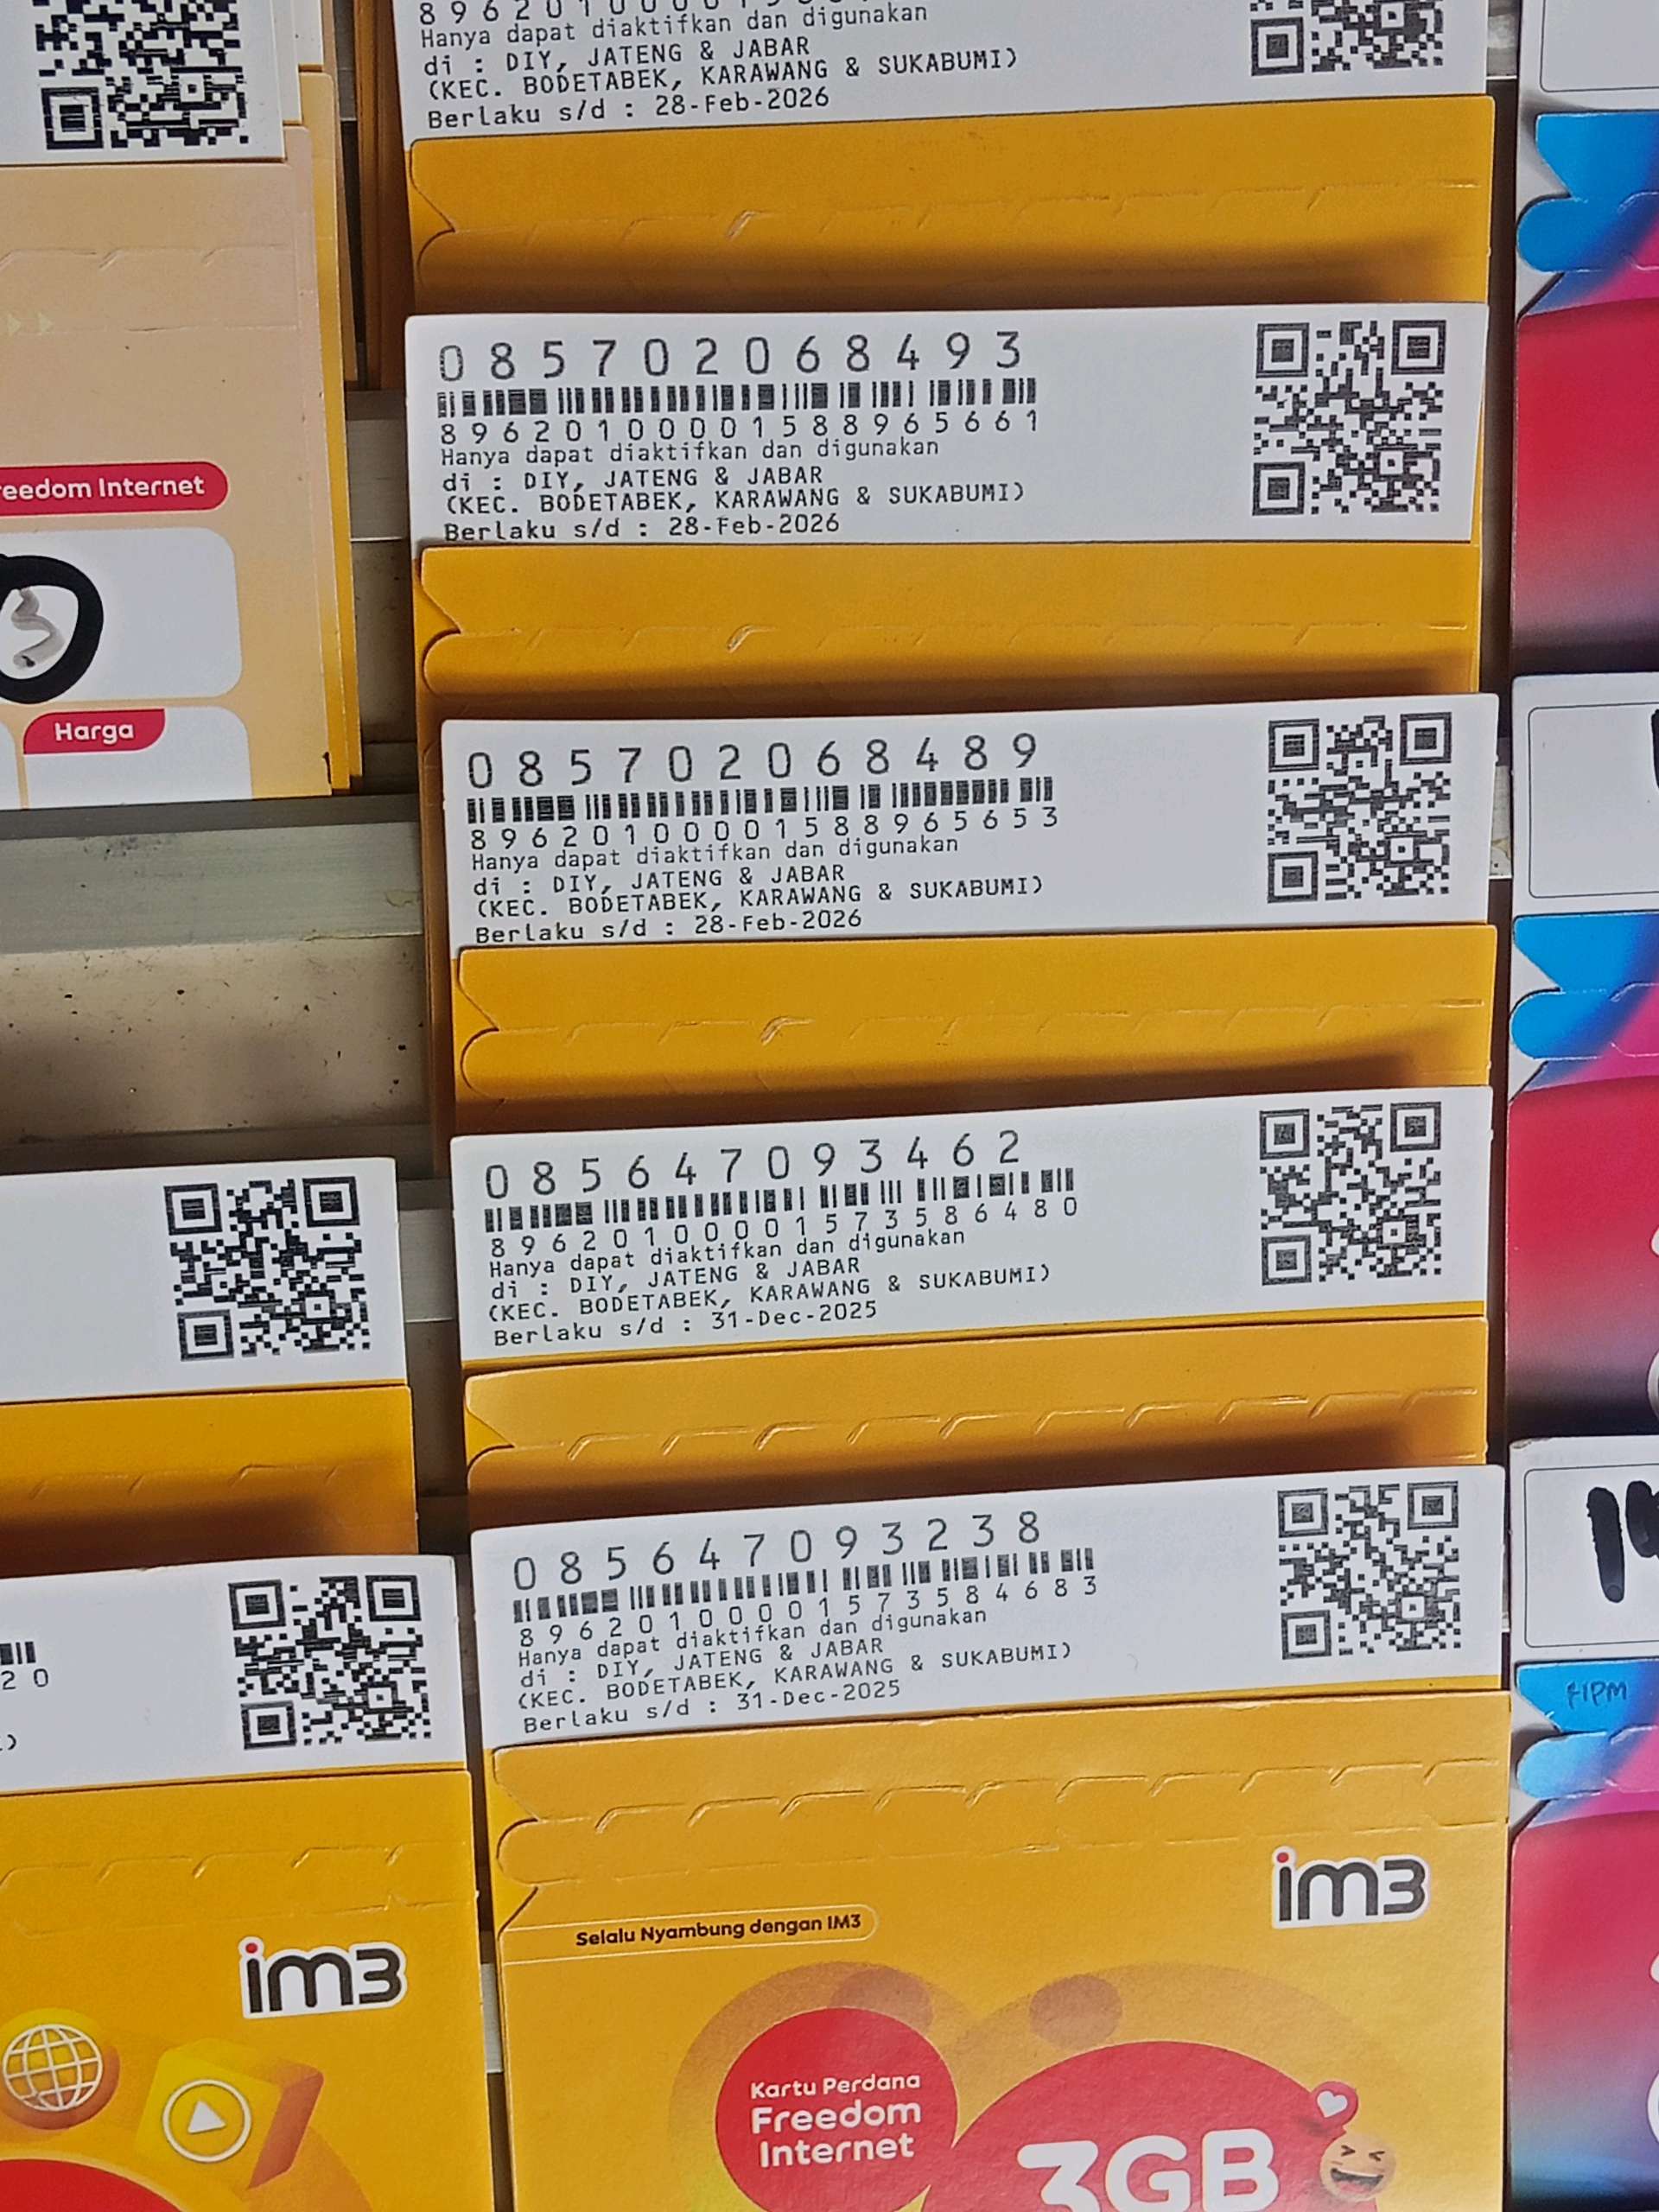 Hanya dapat diaktifkan dan digunakan
di : DIY, JATENG & JABAR
(KEC. BODETABEK, KARAWANG & SUKABUMI)
Berlaku s/d : 28-Feb-2026
085702068493
89620100001588965661
Hanya dapat diaktifkan dan digunakan
di : DIY, JATENG & JABAR
(KEC. BODETABEK, KARAWANG & SUKABUMI)
Berlaku s/d : 28-Feb-2026
eedom Internet
3
Harga
085702068489
89620100001588965653
Hanya dapat diaktifkan dan digunakan
di : DIY, JATENG & JABAR
(KEC. BODETABEK, KARAWANG & SUKABUMI)
Berlaku s/d : 28-Feb-2026
085647093462
89620100001573586480
Hanya dapat diaktifkan dan digunakan
di : DIY, JATENG & JABAR
(KEC. BODETABEK, KARAWANG & SUKABUMI)
Berlaku s/d : 31-Dec-2025
085647093238
89620100001573584683
Hanya dapat diaktifkan dan digunakan
di : DIY, JATENG & JABAR
(KEC. BODETABEK, KARAWANG & SUKABUMI)
Berlaku s/d : 31-Dec-2025
20
FIPM
im3
Selalu Nyambung dengan IM3
im3
Kartu Perdana
Freedom
Internet
3GB